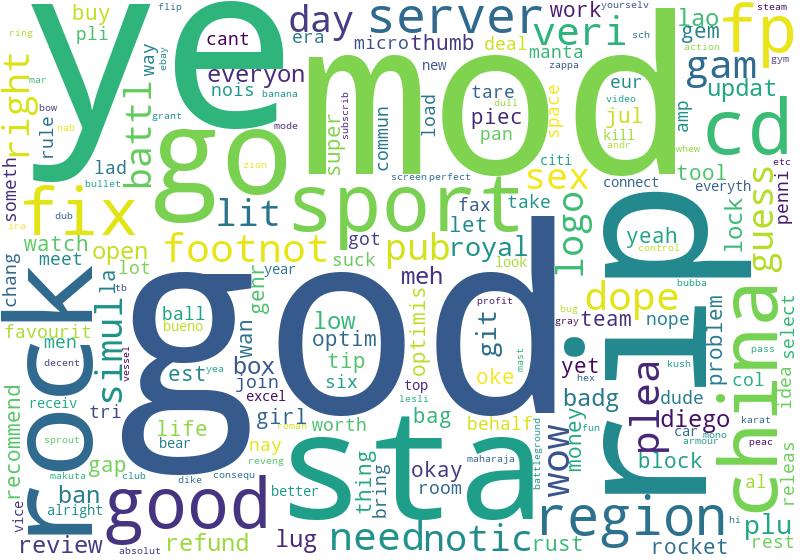 ye
mod
god
sta
rip
rock
go
sport
cd
fp
china
good
region
server
fix
day
veri
lao
gem
gam
updat
buy
pli
battl
way
era
work
deal
manta
micro
thumb
everyon
nois
cant
flip
ebay
ring
mar
bow
right
rule
lad
someth
grant
nab
mode
banana
zion
bullet
dub
ira
super
subscrib
commun
load
new
tare
piec
pan
dull
zappa
space
eur
video
jul
kill
andr
screen
perfect
citi
sch
yourselv
action
steam
gym
amp
whew
tool
connect
everyth
etc
penni
lock
guess
lit
footnot
pub
sex
logo
let
take
fax
royal
got
suck
look
yeah
control
bubba
watch
open
meet
lot
la
tb
chang
favourit
men
decent
receiv
simul
vessel
ball
bueno
yea
est
genr
wan
year
low
optim
tip
six
optimis
meh
git
profit
top
mast
oke
bug
gray
dope
team
nope
yet
hex
kush
badg
dude
car
mono
fun
armour
plea
diego
block
problem
col
pass
karat
peac
idea
select
al
releas
hi
rest
plu
rocket
money
wow
battleground
behalf
bag
okay
room
maharaja
worth
lesli
box
join
excel
girl
roman
nay
reveng
life
bear
tri
gap
club
dike
consequ
better
thing
bring
need
notic
rust
lug
refund
absolut
review
vice
alright
ban
makuta
sprout
recommend